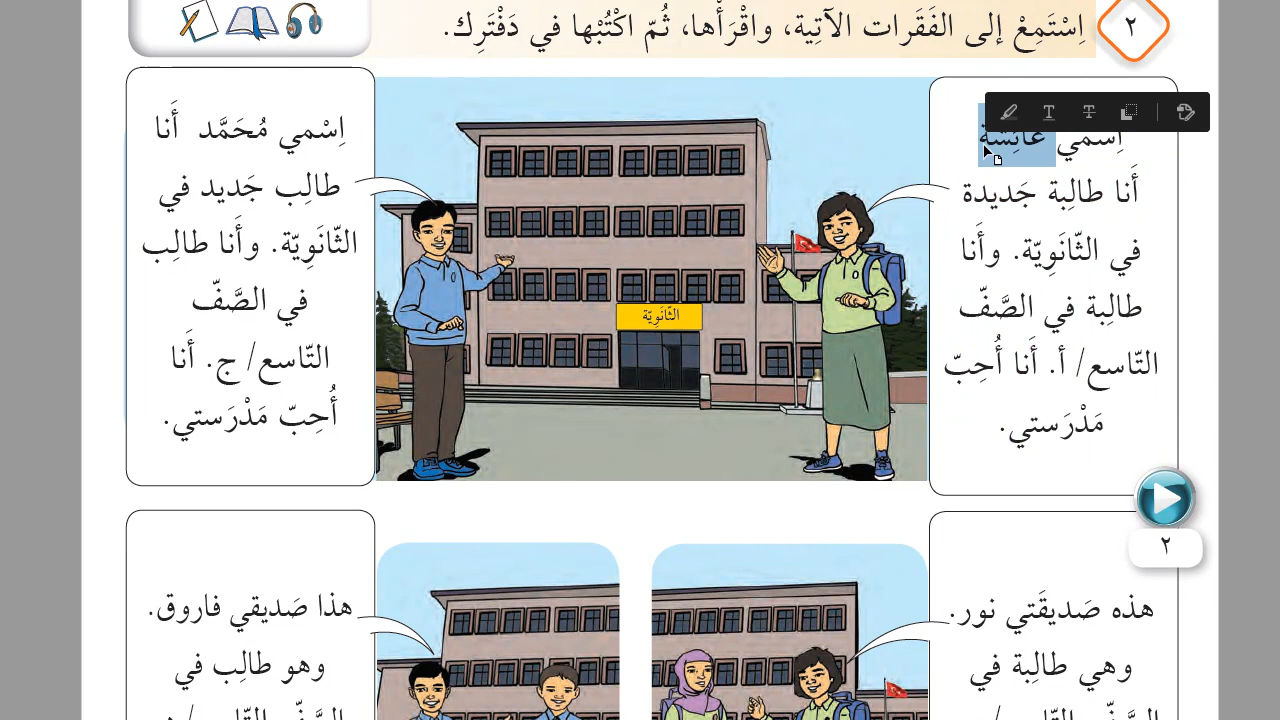 ٢
اِسْتَمِعْ إلى الفَقَرات الآتِية، واقْرَأْها، ثُمّ اكْتُبْها في دَفْتَرِك.
اِسْمي عائِشة
أَنا طالِبة جَديدة
في الثّانَوِيّة. وأَنا
طالِبة في الصَّفّ
التّاسع/ أ. أَنا أُحِبّ
مَدْرَستي.
اِسْمي مُحَمَّد أَنا
طالِب جَديد في
الثّانَوِيّة. وأَنا طالِب
في الصَّفّ
التّاسع/ ج. أَنا
أُحِبّ مَدْرَستي.
الثّانَوِيّة
٢
هذه صَديقَتي نور.
وهي طالِبة في
هذا صَديقي فاروق.
وهو طالِب في